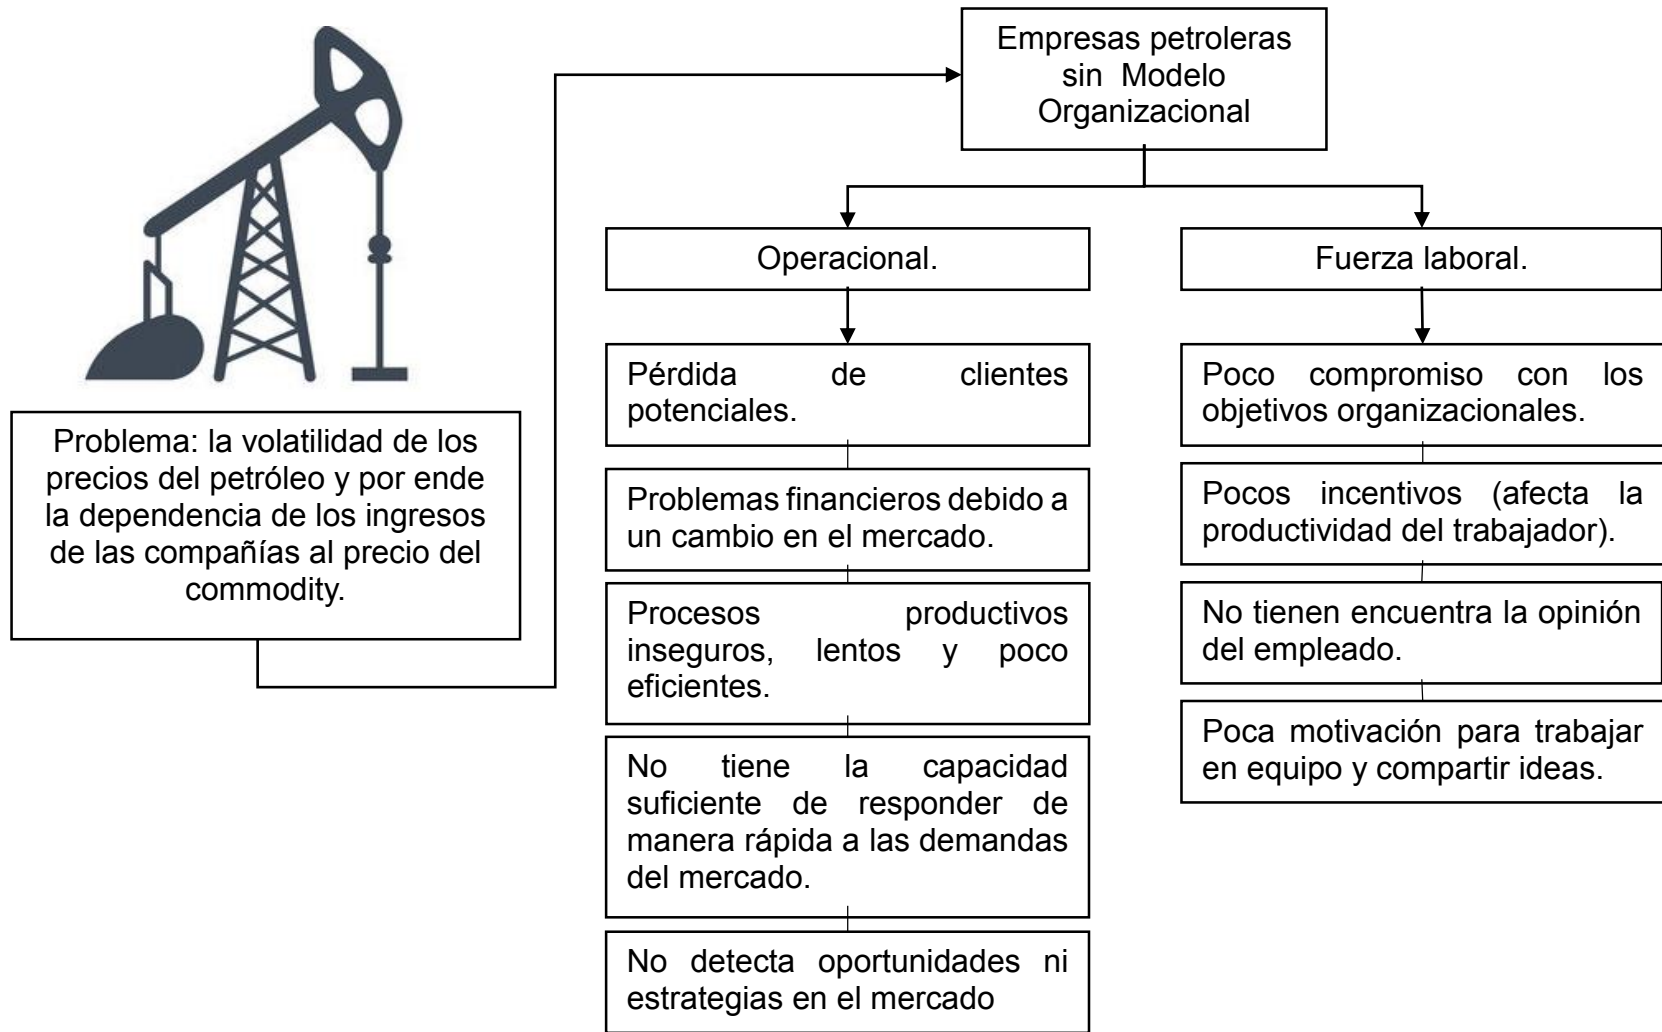 Empresas petroleras
sin Modelo
Organizacional
Problema: la volatilidad de los
precios del petróleo y por ende
la dependencia de los ingresos
de las compañías al precio del
commodity.
Operacional.
Pérdida de clientes
potenciales.
Problemas financieros debido a
un cambio en el mercado.
Procesos productivos
inseguros, lentos y poco
eficientes.
No tiene la capacidad
suficiente de responder de
manera rápida a las demandas
del mercado.
No detecta oportunidades ni
estrategias en el mercado
Fuerza laboral.
Poco compromiso con los
objetivos organizacionales.
Pocos incentivos (afecta la
productividad del trabajador).
No tienen encuentra la opinión
del empleado.
Poca motivación para trabajar
en equipo y compartir ideas.